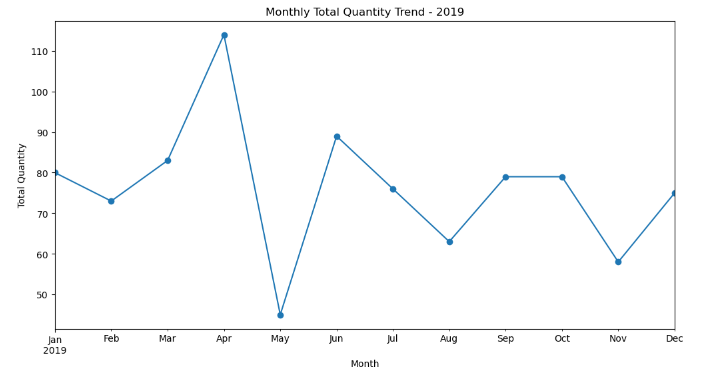 Monthly Total Quantity Trend - 2019
Total Quantity
110
100
90
80
70
60
50
Jan Feb Mar Apr May Jun Jul Aug Sep Oct Nov Dec
2019
Month